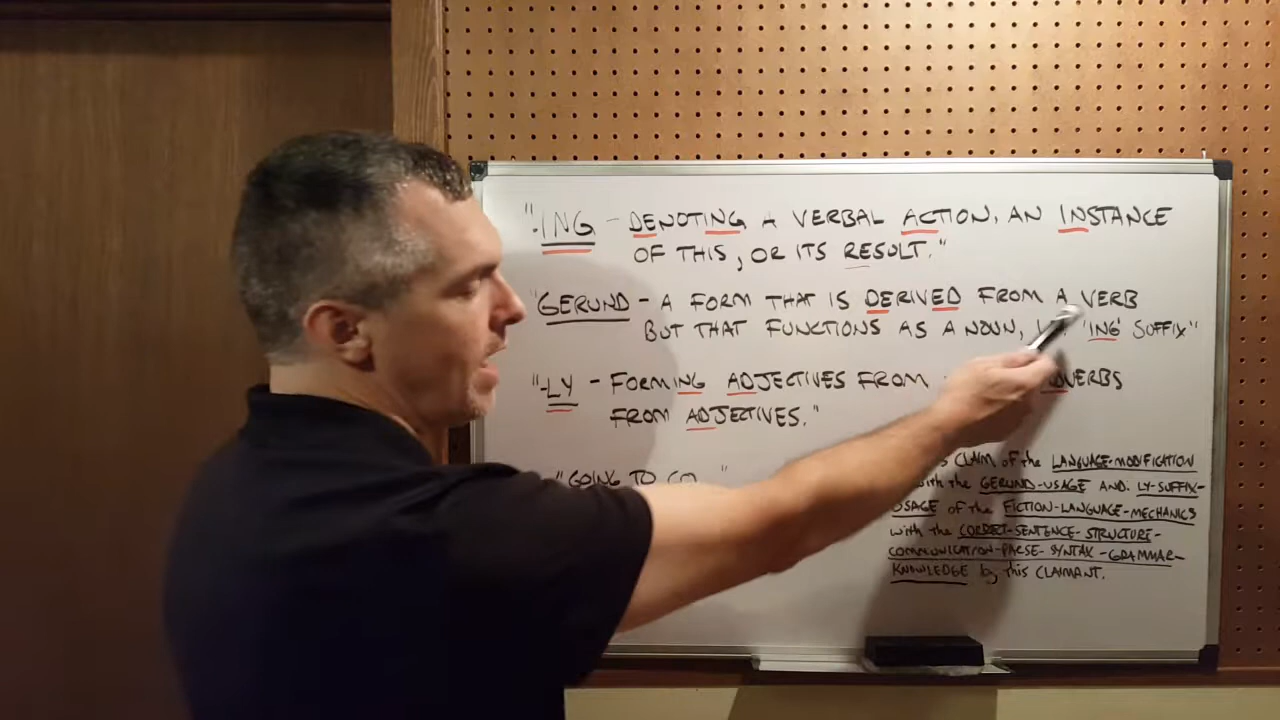 "-ING - DENOTING A VERBAL ACTION, AN INSTANCE
OF THIS, OR ITS RESULT."
"GERUND - A FORM THAT IS DERIVED FROM A VERB
BUT THAT FUNCTIONS AS A NOUN, 'ING' SUFFIX"
"-LY - FORMING ADJECTIVES FROM
FROM ADJECTIVES."
"GOING TO
CLAIM of the LANGUAGE-MODIFICATION
with the GERUND-USAGE AND. LY-SUFFIX-
USAGE of the FICTION-LANGUAGE-MECHANICS
with the CORRECT-SENTENCE-STRUCTURE-
COMMUNICATION-PARSE-SYNTAX-GRAMMAR-
KNOWLEDGE by this CLAIMANT.